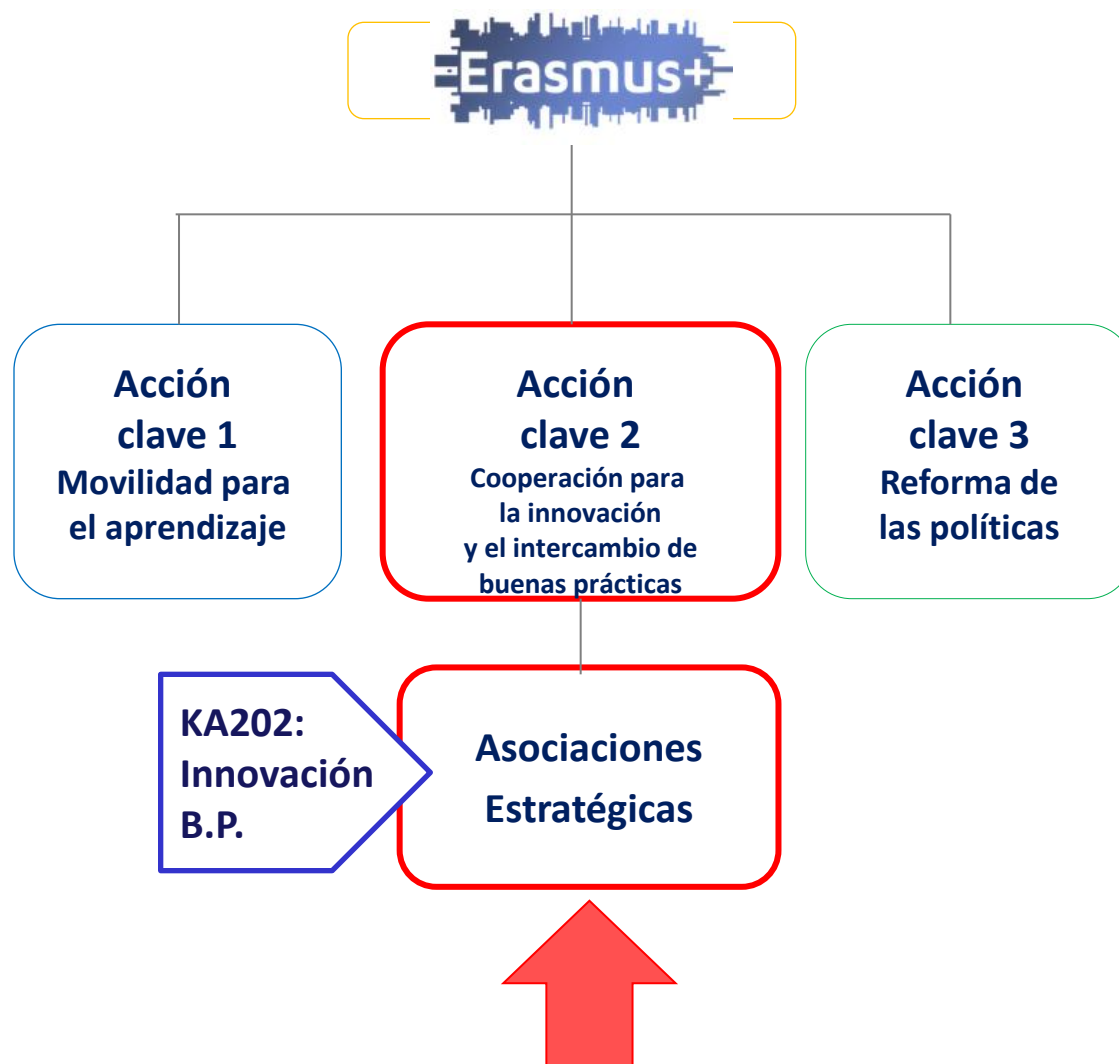 Erasmus+
Acción
clave 1
Movilidad para
el aprendizaje
Acción
clave 2
Cooperación para
la innovación
y el intercambio de
buenas prácticas
Acción
clave 3
Reforma de
las políticas
KA202:
Innovación
B.P.
Asociaciones
Estratégicas